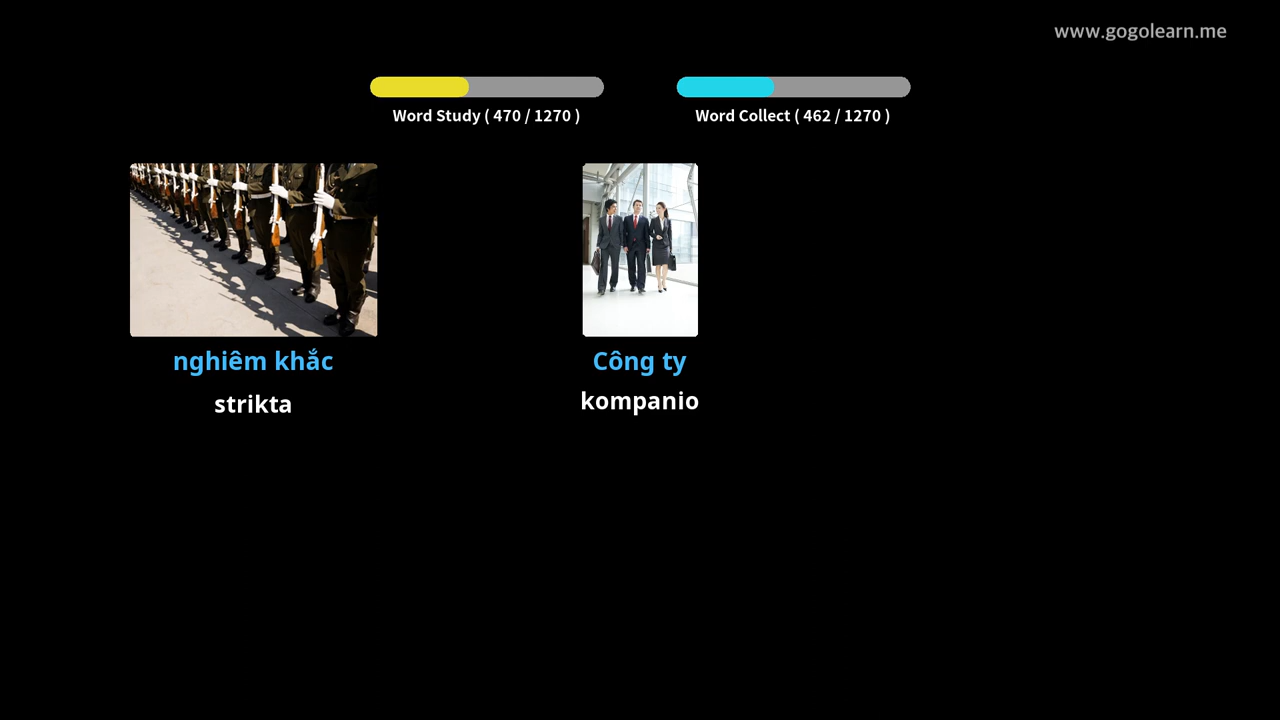 www.gogolearn.me
Word Study ( 470 / 1270 )
Word Collect ( 462 / 1270 )
nghiêm khắc
strikta
Công ty
kompanio